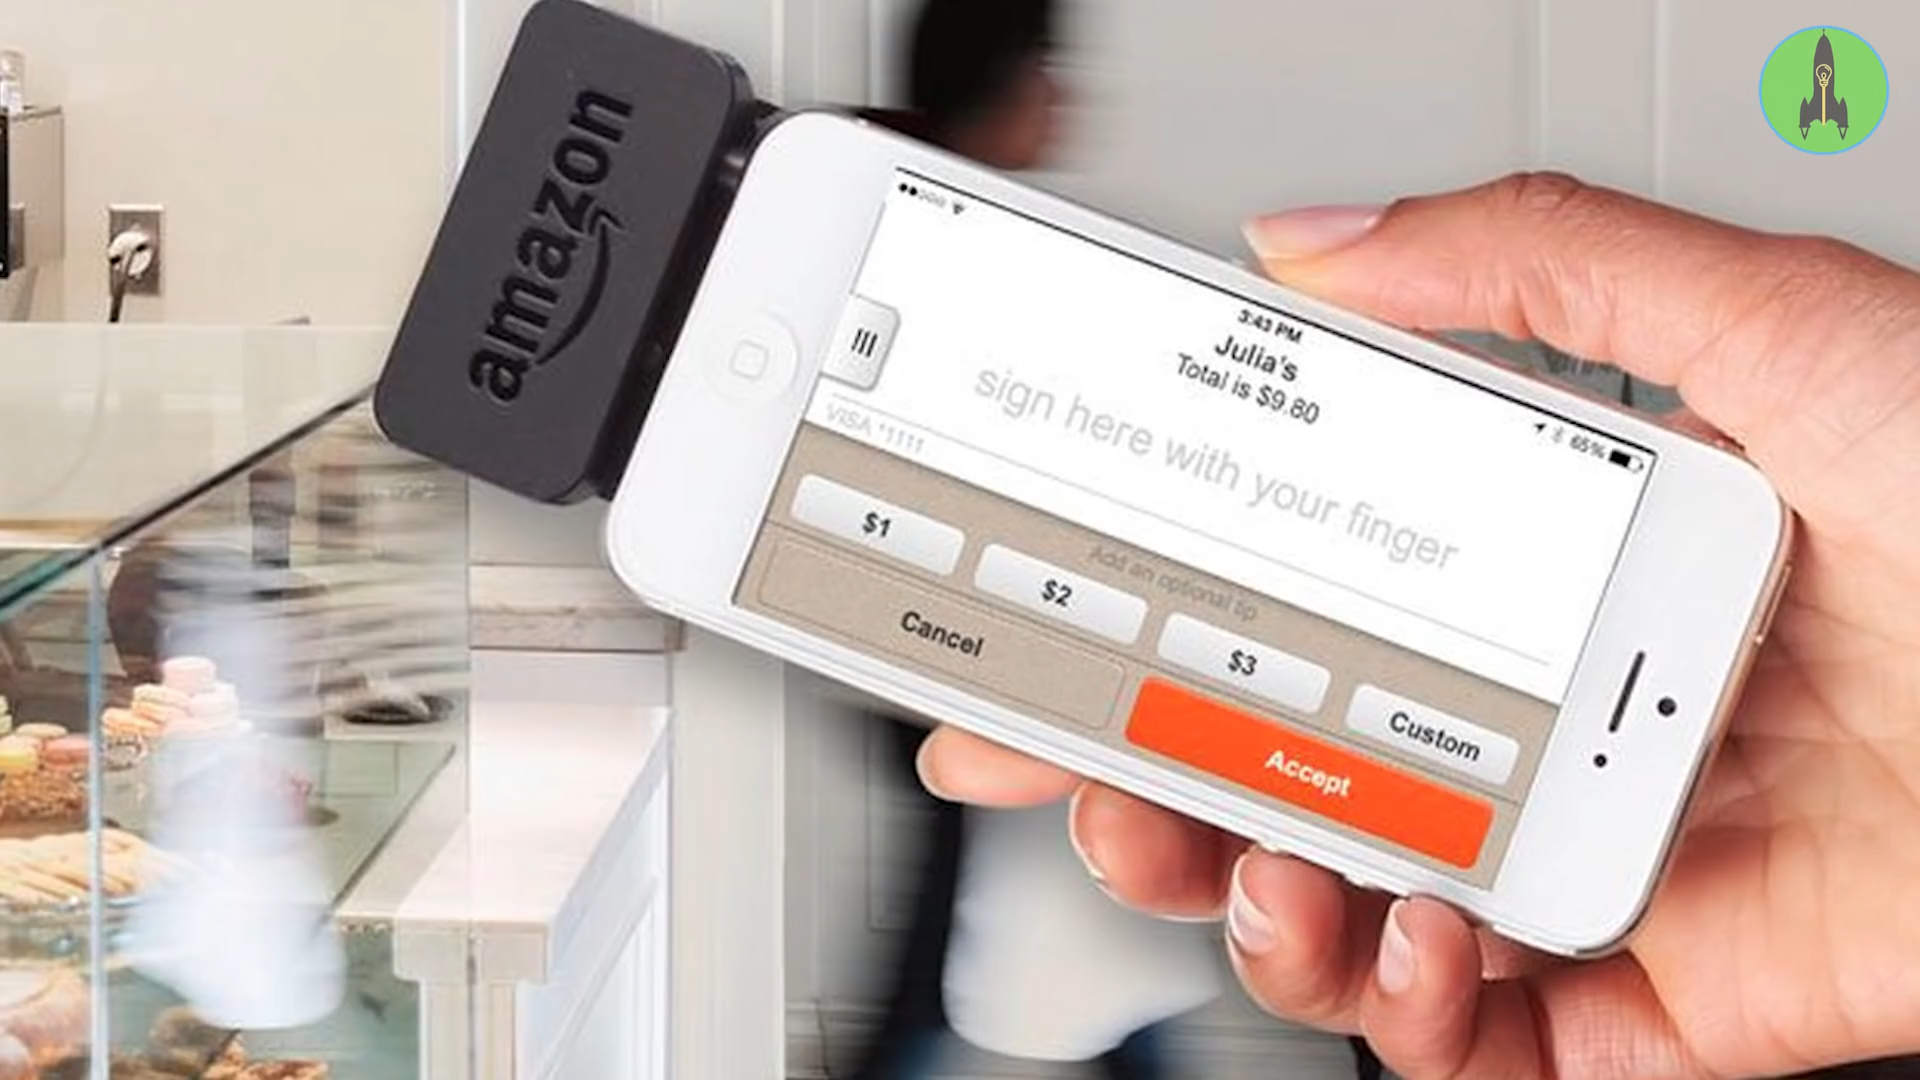 amazon
3:43 PM
65%
Julia's
Total is $9.80
sign here with your finger
VISA *1111
Add an optional tip
$1
$2
$3
Custom
Cancel
Accept